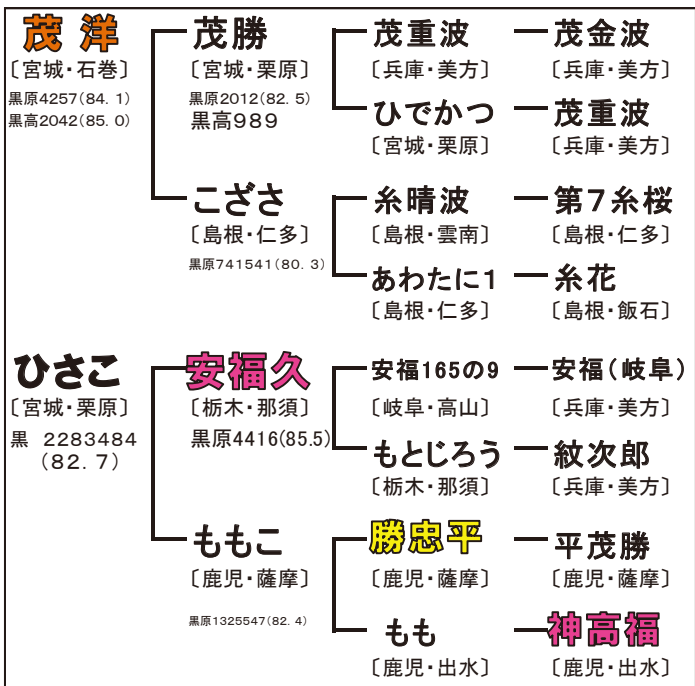 茂洋 茂勝 茂重波 茂金波
〔宮城・石巻〕 〔宮城・栗原〕 〔兵庫・美方〕 〔兵庫・美方〕
黒原4257(84.1) 黒原2012(82.5)
黒高2042(85.0) 黒高989
ひでかつ 茂重波
〔宮城・栗原〕 〔兵庫・美方〕
こざさ 糸晴波 第7糸桜
〔島根・仁多〕 〔島根・雲南〕 〔島根・仁多〕
黒原741541(80.3)
あわたに1 糸花
〔島根・仁多〕 〔島根・飯石〕
ひさこ 安福久 安福165の9 安福(岐阜)
〔宮城・栗原〕 〔栃木・那須〕 〔岐阜・高山〕 〔兵庫・美方〕
黒 2283484 黒原4416(85.5)
(82.7)
もとじろう 紋次郎
〔栃木・那須〕 〔兵庫・美方〕
ももこ 勝忠平 平茂勝
〔鹿児・薩摩〕 〔鹿児・薩摩〕 〔鹿児・薩摩〕
黒原1325547(82.4)
もも 神高福
〔鹿児・出水〕 〔鹿児・出水〕